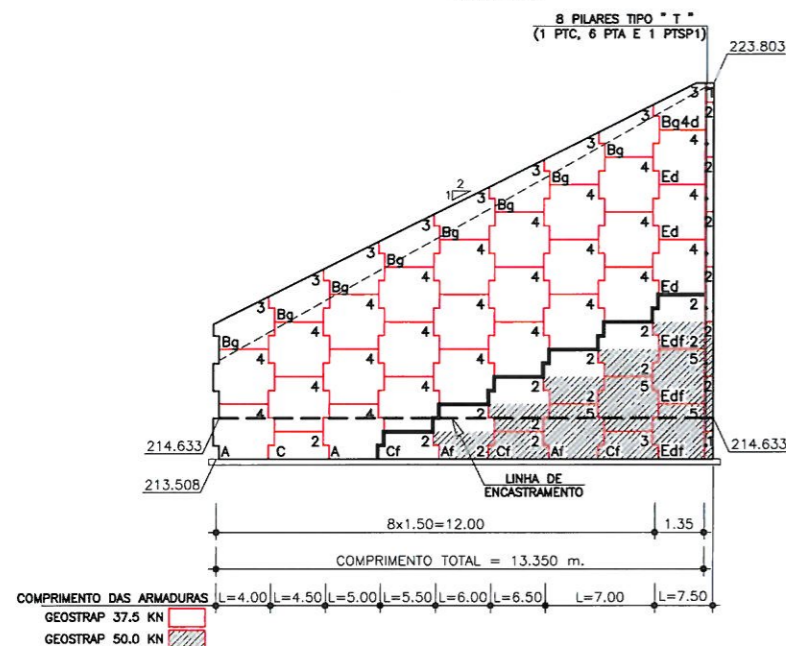 8 PILARES TIPO " T "
(1 PTC, 6 PTA E 1 PTSP1)
223.803
3 1
3 2
Bg4d
3 4
Bg
3 4 2
Bg Ed
1 2
3 4 4
Bg Ed 2
3 4 4 4
Bg Ed 2
3 4 4 4
Bg Ed
3 4 4 4 2
Bg
3 4 4 4 2 2
Bg Edf 2
4 4 4 2 2 5
Edf 2
4 4 4 2 2 5 5
214.633
A C 2 A Cf 2 Af 2 Cf 2 Af Cf 3 Edf 1
214.633
213.508
LINHA DE
ENCASTRAMENTO
8x1.50=12.00
1.35
COMPRIMENTO TOTAL = 13.350 m.
COMPRIMENTO DAS ARMADURAS L=4.00 L=4.50 L=5.00 L=5.50 L=6.00 L=6.50 L=7.00 L=7.50
GEOSTRAP 37.5 KN
GEOSTRAP 50.0 KN